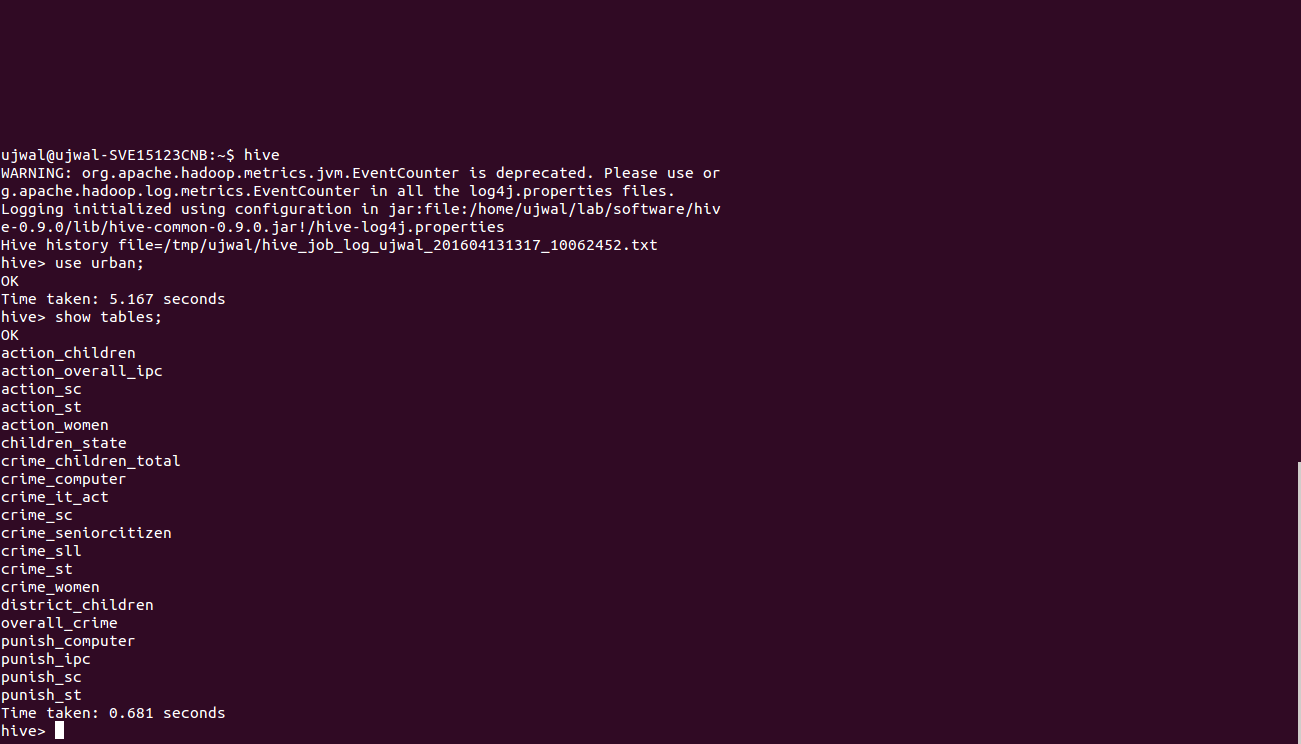 ujwal@ujwal-SVE15123CNB:~$ hive
WARNING: org.apache.hadoop.metrics.jvm.EventCounter is deprecated. Please use or
g.apache.hadoop.log.metrics.EventCounter in all the log4j.properties files.
Logging initialized using configuration in jar:file:/home/ujwal/lab/software/hiv
e-0.9.0/lib/hive-common-0.9.0.jar!/hive-log4j.properties
Hive history file=/tmp/ujwal/hive_job_log_ujwal_201604131317_10062452.txt
hive> use urban;
OK
Time taken: 5.167 seconds
hive> show tables;
OK
action_children
action_overall_ipc
action_sc
action_st
action_women
children_state
crime_children_total
crime_computer
crime_it_act
crime_sc
crime_seniorcitizen
crime_sll
crime_st
crime_women
district_children
overall_crime
punish_computer
punish_ipc
punish_sc
punish_st
Time taken: 0.681 seconds
hive>